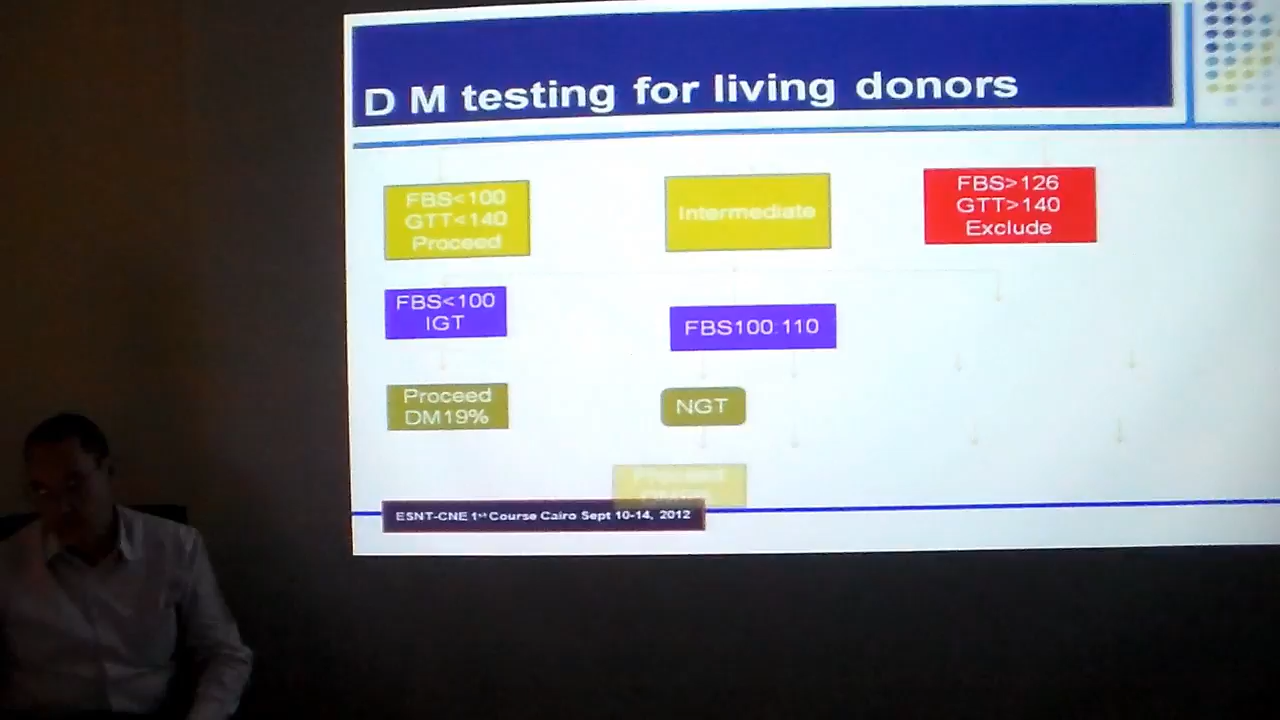 D M testing for living donors
FBS<100
GTT<140
Proceed
Intermediate
FBS>126
GTT>140
Exclude
FBS<100
IGT
FBS100:110
Proceed
DM19%
NGT
ESNT-CNE 1st Course Cairo Sept 10-14, 2012